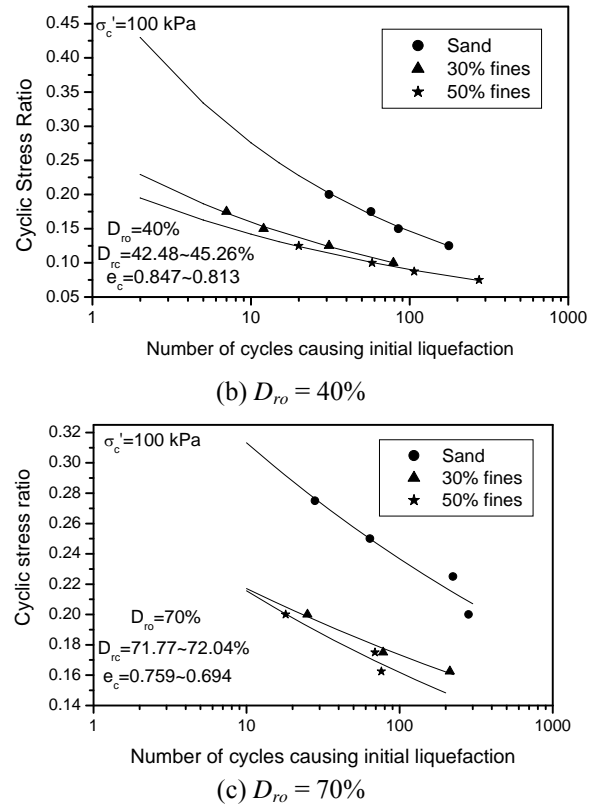 σc'=100 kPa
Sand
30% fines
50% fines
Cyclic Stress Ratio
0.45
0.40
0.35
0.30
0.25
0.20
0.15
0.10
0.05
Dro=40%
Drc=42.48~45.26%
ec=0.847~0.813
1 10 100 1000
Number of cycles causing initial liquefaction
(b) Dro = 40%
σc'=100 kPa
Sand
30% fines
50% fines
Cyclic stress ratio
0.32
0.30
0.28
0.26
0.24
0.22
0.20
0.18
0.16
0.14
Dro=70%
Drc=71.77~72.04%
ec=0.759~0.694
1 10 100 1000
Number of cycles causing initial liquefaction
(c) Dro = 70%